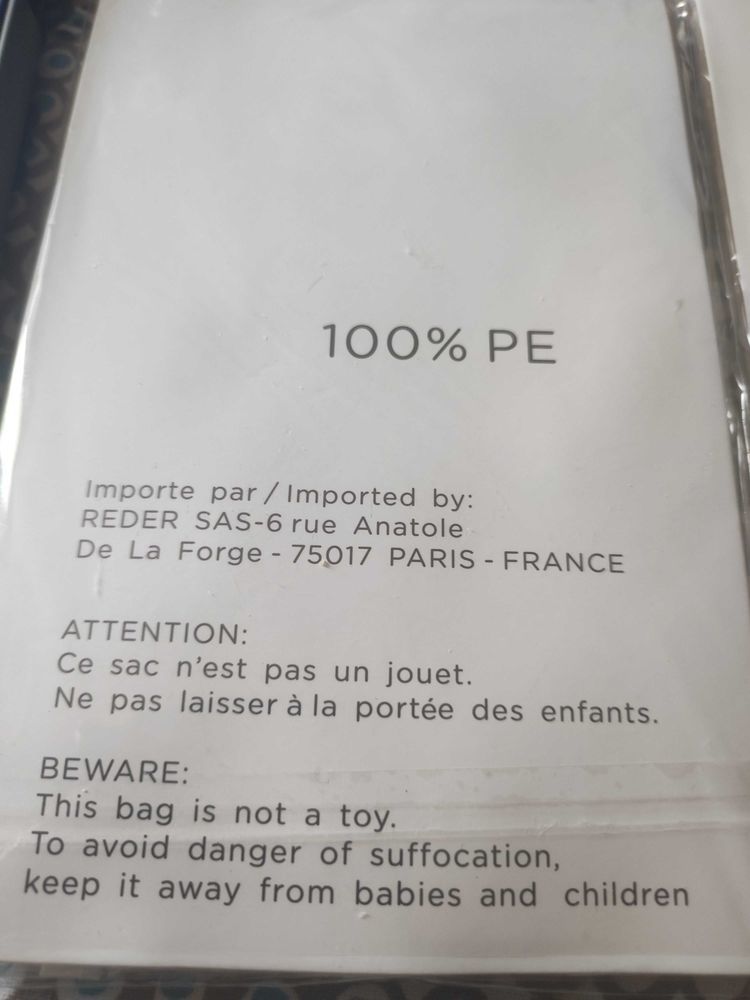 100% PE
Importe par / Imported by:
REDER SAS-6 rue Anatole
De La Forge - 75017 PARIS - FRANCE
ATTENTION:
Ce sac n'est pas un jouet.
Ne pas laisser à la portée des enfants.
BEWARE:
This bag is not a toy.
To avoid danger of suffocation,
keep it away from babies and children